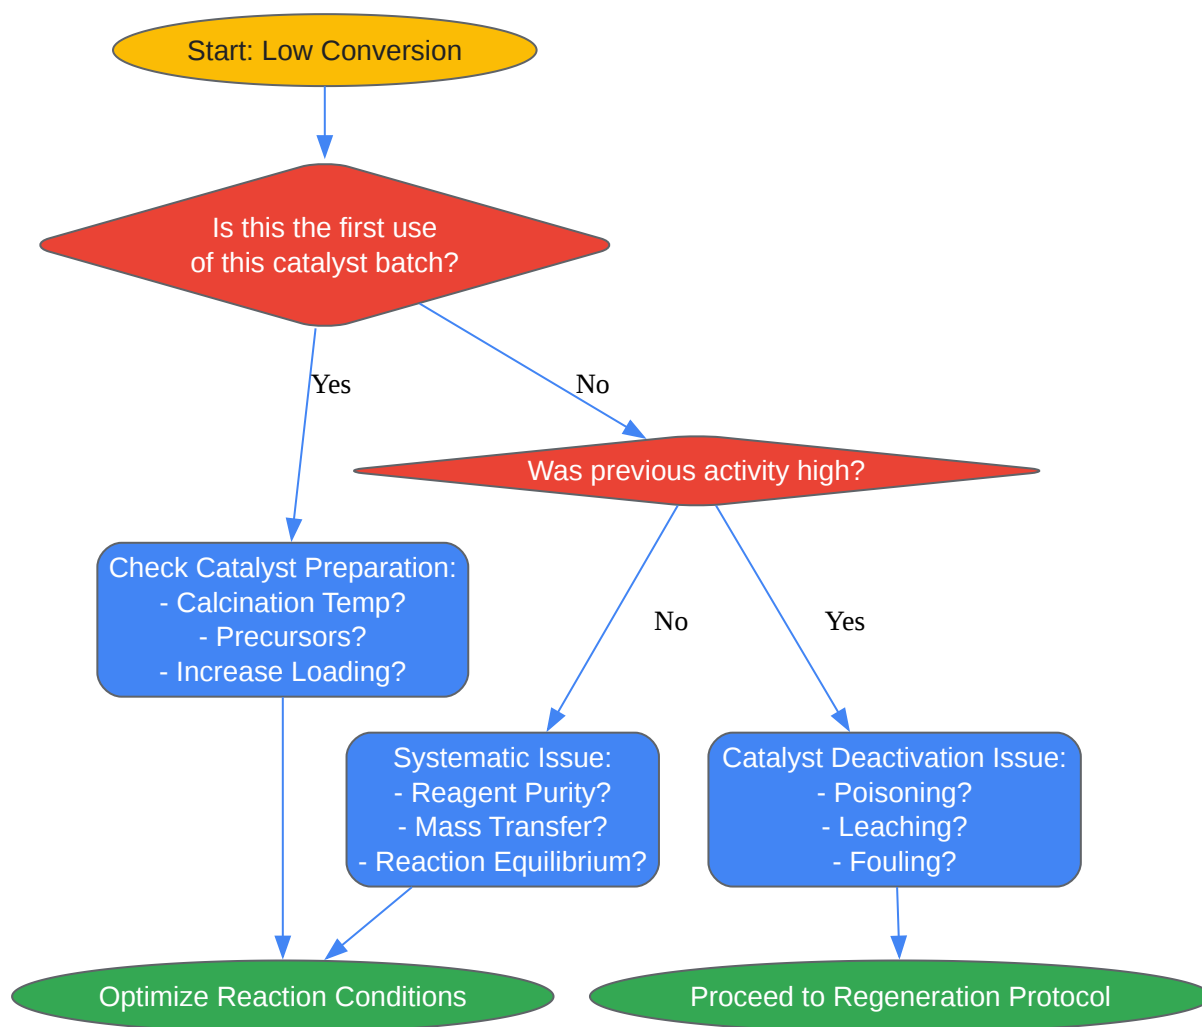 Start: Low Conversion
Is this the first use
of this catalyst batch?
Yes
No
Was previous activity high?
Check Catalyst Preparation:
- Calcination Temp?
- Precursors?
- Increase Loading?
No
Yes
Systematic Issue:
- Reagent Purity?
- Mass Transfer?
- Reaction Equilibrium?
Catalyst Deactivation Issue:
- Poisoning?
- Leaching?
- Fouling?
Optimize Reaction Conditions
Proceed to Regeneration Protocol